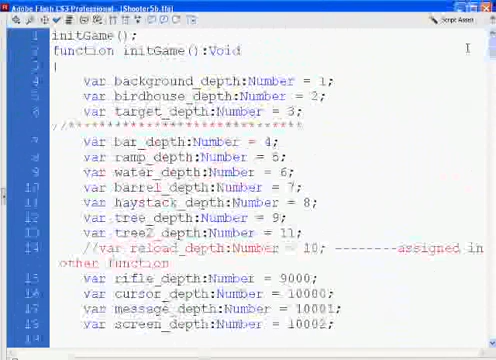 Adobe Flash CS3 Professional - [Shooter5b.fla]
Script Assist
1 initGame();
2 function initGame():Void
3 {
4 var background_depth:Number = 1;
5 var birdhouse_depth:Number = 2;
6 var target_depth:Number = 3;
//******************************
7 var bar_depth:Number = 4;
8 var ramp_depth:Number = 5;
9 var water_depth:Number = 6;
10 var barrel_depth:Number = 7;
11 var haystack_depth:Number = 8;
12 var tree_depth:Number = 9;
13 var tree2_depth:Number = 11;
14 //var reload_depth:Number = 10; --------assigned in
other function
15 var rifle_depth:Number = 9000;
16 var cursor_depth:Number = 10000;
17 var message_depth:Number = 10001;
18 var screen_depth:Number = 10002;
19